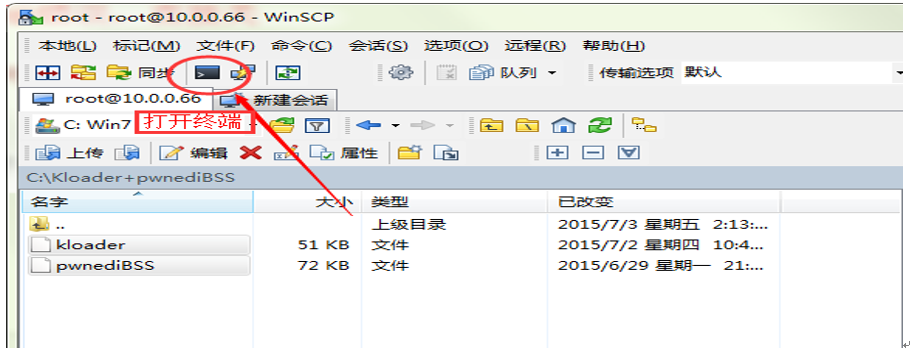 root - root@10.0.0.66 - WinSCP
本地(L) 标记(M) 文件(F) 命令(C) 会话(S) 选项(O) 远程(R) 帮助(H)
同步 队列 传输选项 默认
root@10.0.0.66 新建会话
C: Win7 打开终端
上传 编辑 属性
C:\Kloader+pwnediBSS
名字 大小 类型 已改变
.. 上级目录 2015/7/3 星期五 2:13:...
kloader 51 KB 文件 2015/7/2 星期四 10:4...
pwnediBSS 72 KB 文件 2015/6/29 星期一 21:...